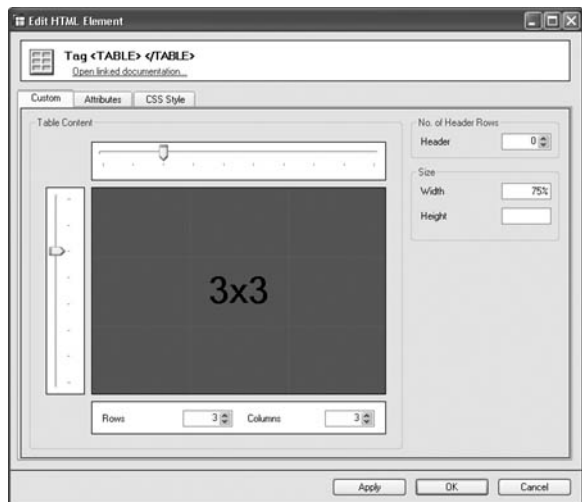 Edit HTML Element
Tag <TABLE> </TABLE>
Open linked documentation...
Custom Attributes CSS Style
Table Content
No. of Header Rows
Header 0
Size
Width 75%
Height
3x3
Rows 3 Columns 3
Apply OK Cancel